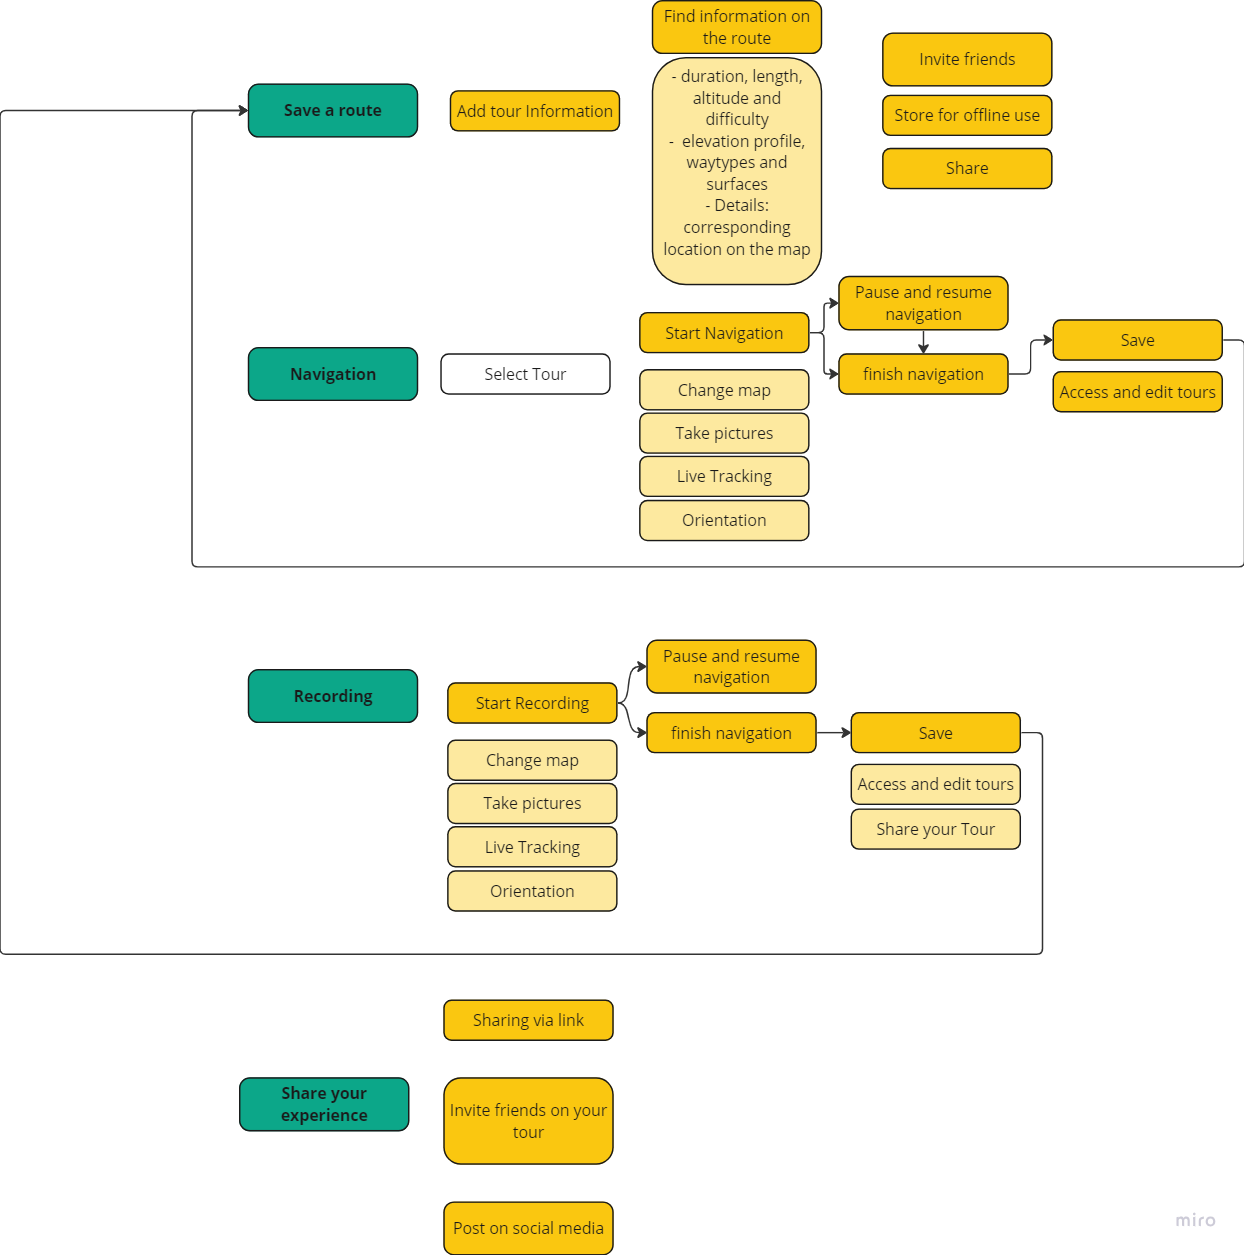 Find information on
the route
Save a route
Add tour Information
- duration, length,
altitude and
difficulty
- elevation profile,
waytypes and
surfaces
- Details:
corresponding
location on the map
Invite friends
Store for offline use
Share
Navigation
Select Tour
Start Navigation
Change map
Take pictures
Live Tracking
Orientation
Pause and resume
navigation
finish navigation
Save
Access and edit tours
Recording
Start Recording
Change map
Take pictures
Live Tracking
Orientation
Pause and resume
navigation
finish navigation
Save
Access and edit tours
Share your Tour
Share your
experience
Sharing via link
Invite friends on your
tour
Post on social media
miro